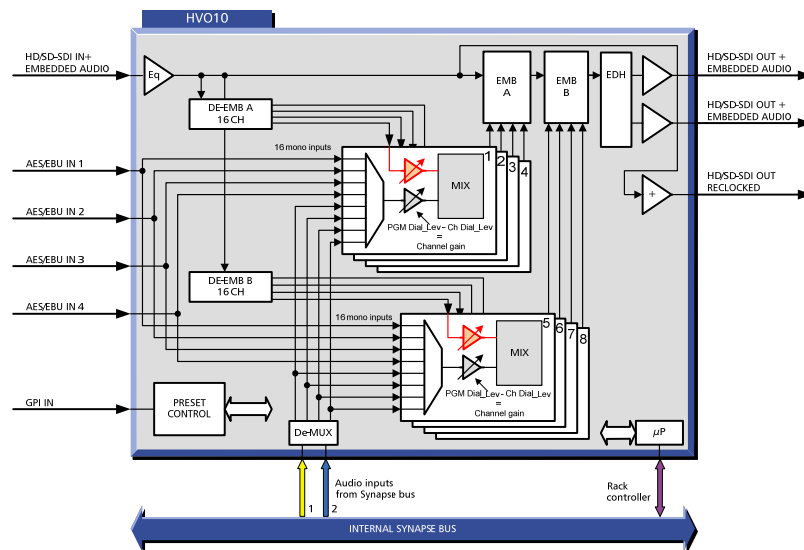 HVO10
HD/SD-SDI IN+
EMBEDDED AUDIO
Eq
DE-EMB A
16 CH
EMB
A
EMB
B
EDH
HD/SD-SDI OUT +
EMBEDDED AUDIO
HD/SD-SDI OUT +
EMBEDDED AUDIO
HD/SD-SDI OUT
RECLOCKED
+
16 mono inputs
AES/EBU IN 1
AES/EBU IN 2
AES/EBU IN 3
AES/EBU IN 4
MIX
1
2
3
4
PGM Dial_Lev- Ch Dial_Lev
=
Channel gain
DE-EMB B
16 CH
16 mono inputs
MIX
5
6
7
8
PGM Dial_Lev- Ch Dial_Lev
=
Channel gain
GPI IN
PRESET
CONTROL
De-MUX
µP
1
2
Audio inputs
from Synapse bus
Rack
controller
INTERNAL SYNAPSE BUS